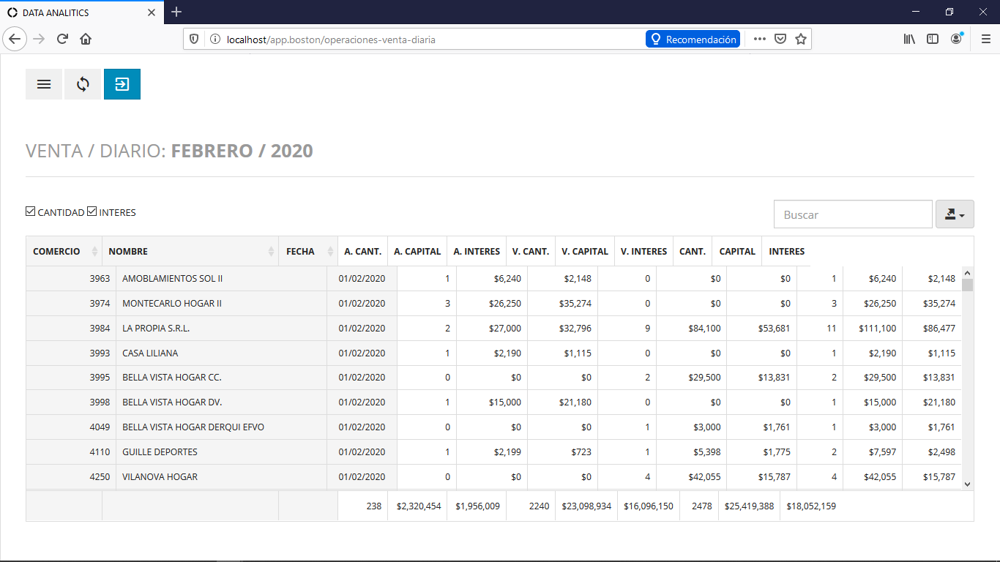 DATA ANALITICS
localhost/app.boston/operaciones-venta-diaria
Recomendación
VENTA / DIARIO: FEBRERO / 2020
CANTIDAD INTERES
Buscar
COMERCIO NOMBRE FECHA A. CANT. A. CAPITAL A. INTERES V. CANT. V. CAPITAL V. INTERES CANT. CAPITAL INTERES
3963 AMOBLAMIENTOS SOL II 01/02/2020 1 $6,240 $2,148 0 $0 $0 1 $6,240 $2,148
3974 MONTECARLO HOGAR II 01/02/2020 3 $26,250 $35,274 0 $0 $0 3 $26,250 $35,274
3984 LA PROPIA S.R.L. 01/02/2020 2 $27,000 $32,796 9 $84,100 $53,681 11 $111,100 $86,477
3993 CASA LILIANA 01/02/2020 1 $2,190 $1,115 0 $0 $0 1 $2,190 $1,115
3995 BELLA VISTA HOGAR CC. 01/02/2020 0 $0 $0 2 $29,500 $13,831 2 $29,500 $13,831
3998 BELLA VISTA HOGAR DV. 01/02/2020 1 $15,000 $21,180 0 $0 $0 1 $15,000 $21,180
4049 BELLA VISTA HOGAR DERQUI EFVO 01/02/2020 0 $0 $0 1 $3,000 $1,761 1 $3,000 $1,761
4110 GUILLE DEPORTES 01/02/2020 1 $2,199 $723 1 $5,398 $1,775 2 $7,597 $2,498
4250 VILANOVA HOGAR 01/02/2020 0 $0 $0 4 $42,055 $15,787 4 $42,055 $15,787
238 $2,320,454 $1,956,009 2240 $23,098,934 $16,096,150 2478 $25,419,388 $18,052,159